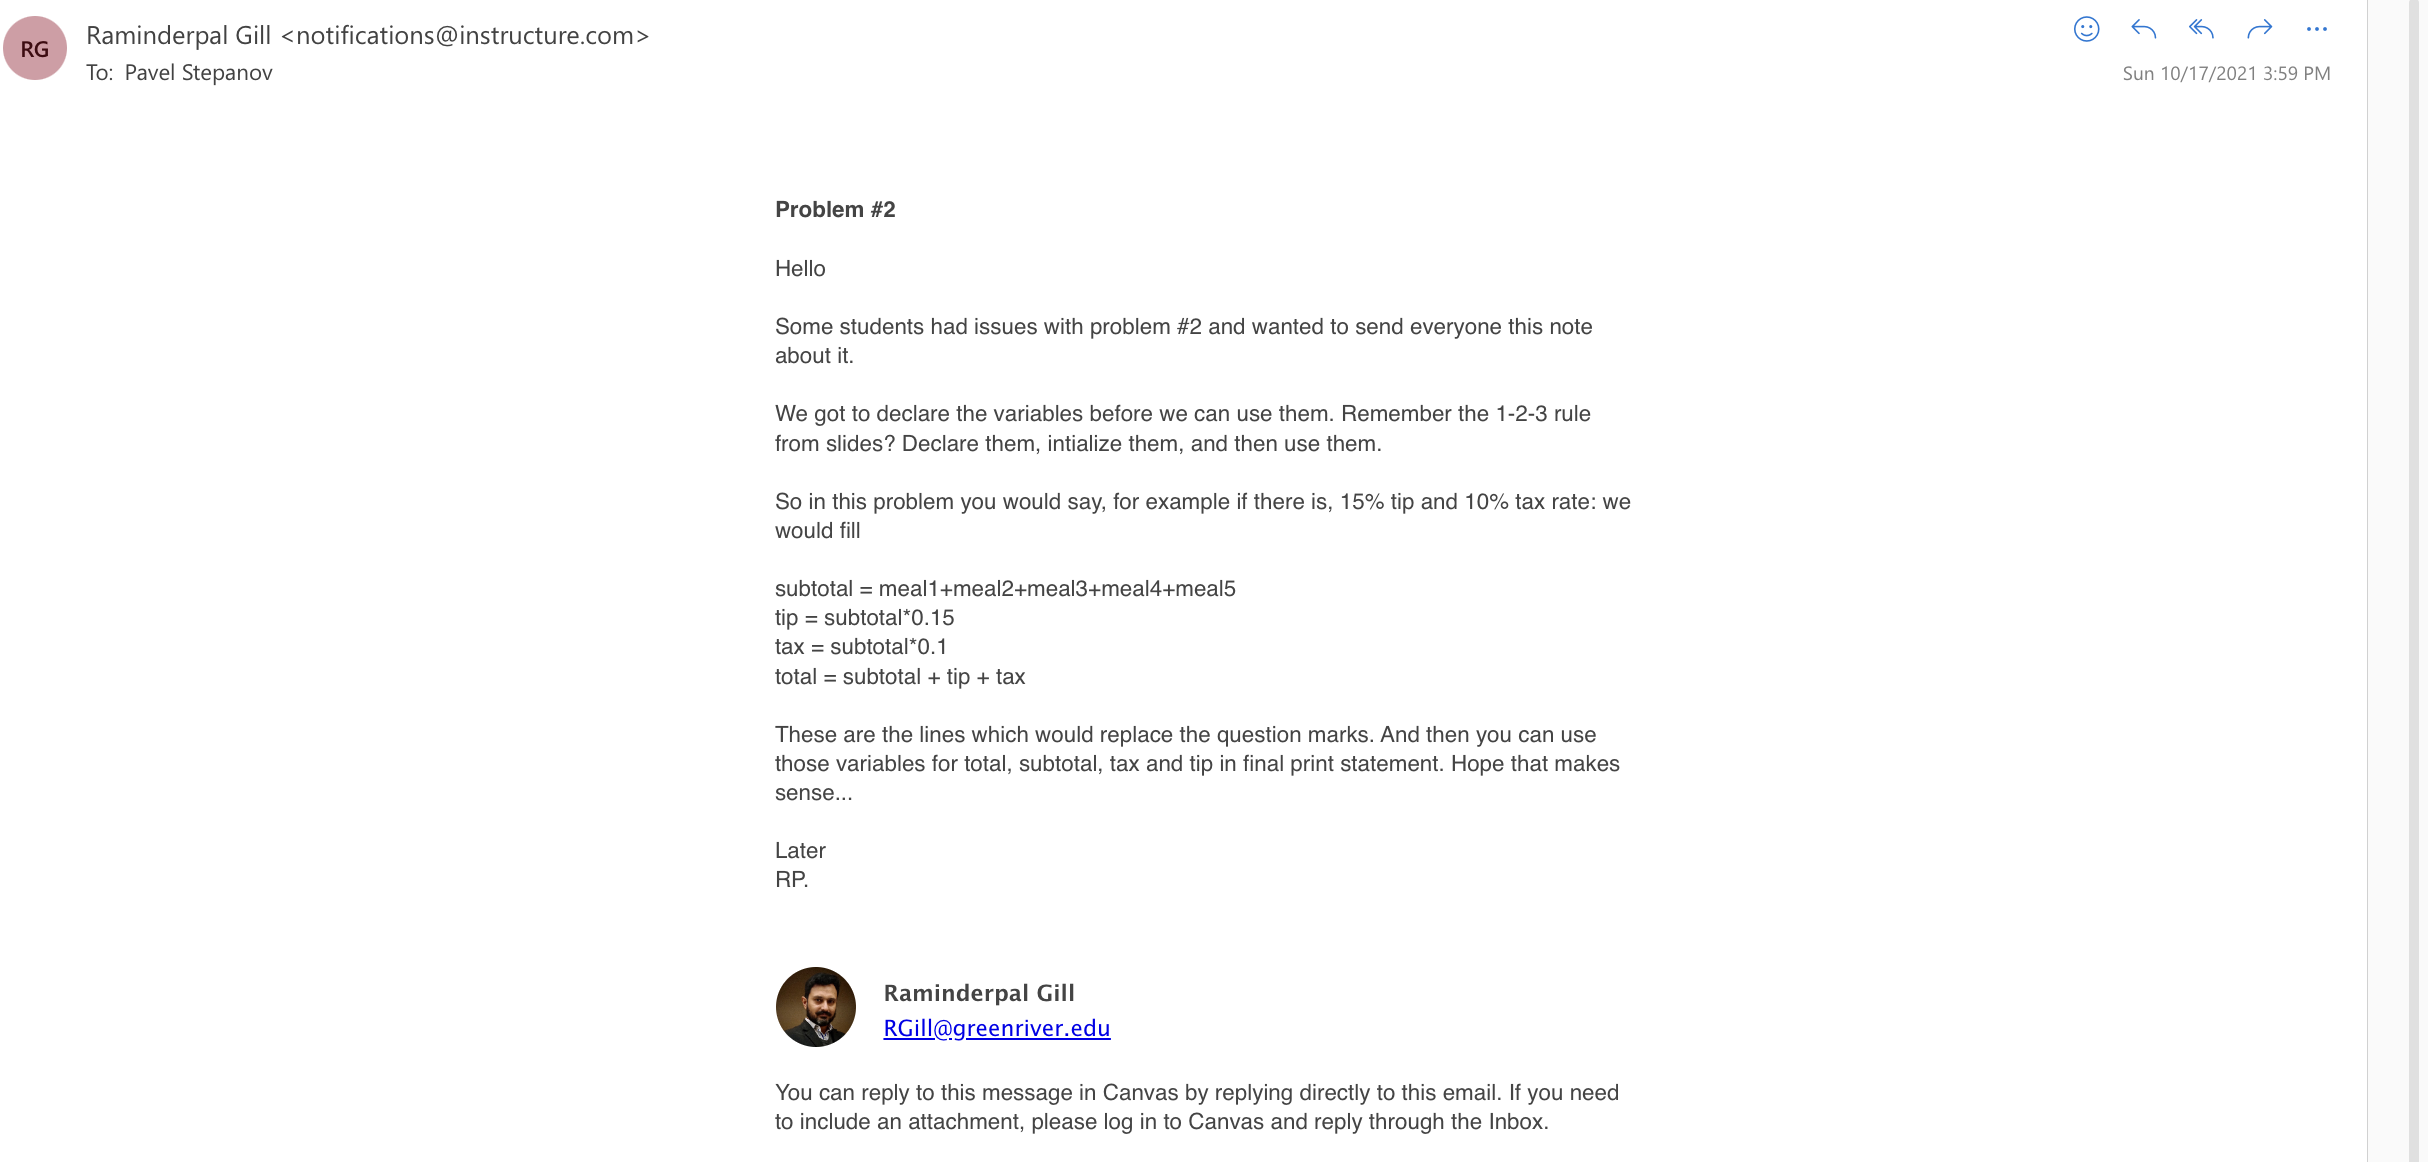 RG
Raminderpal Gill <notifications@instructure.com>
To: Pavel Stepanov
Sun 10/17/2021 3:59 PM
Problem #2
Hello
Some students had issues with problem #2 and wanted to send everyone this note
about it.
We got to declare the variables before we can use them. Remember the 1-2-3 rule
from slides? Declare them, intialize them, and then use them.
So in this problem you would say, for example if there is, 15% tip and 10% tax rate: we
would fill
subtotal = meal1+meal2+meal3+meal4+meal5
tip = subtotal*0.15
tax = subtotal*0.1
total = subtotal + tip + tax
These are the lines which would replace the question marks. And then you can use
those variables for total, subtotal, tax and tip in final print statement. Hope that makes
sense...
Later
RP.
Raminderpal Gill
RGill@greenriver.edu
You can reply to this message in Canvas by replying directly to this email. If you need
to include an attachment, please log in to Canvas and reply through the Inbox.